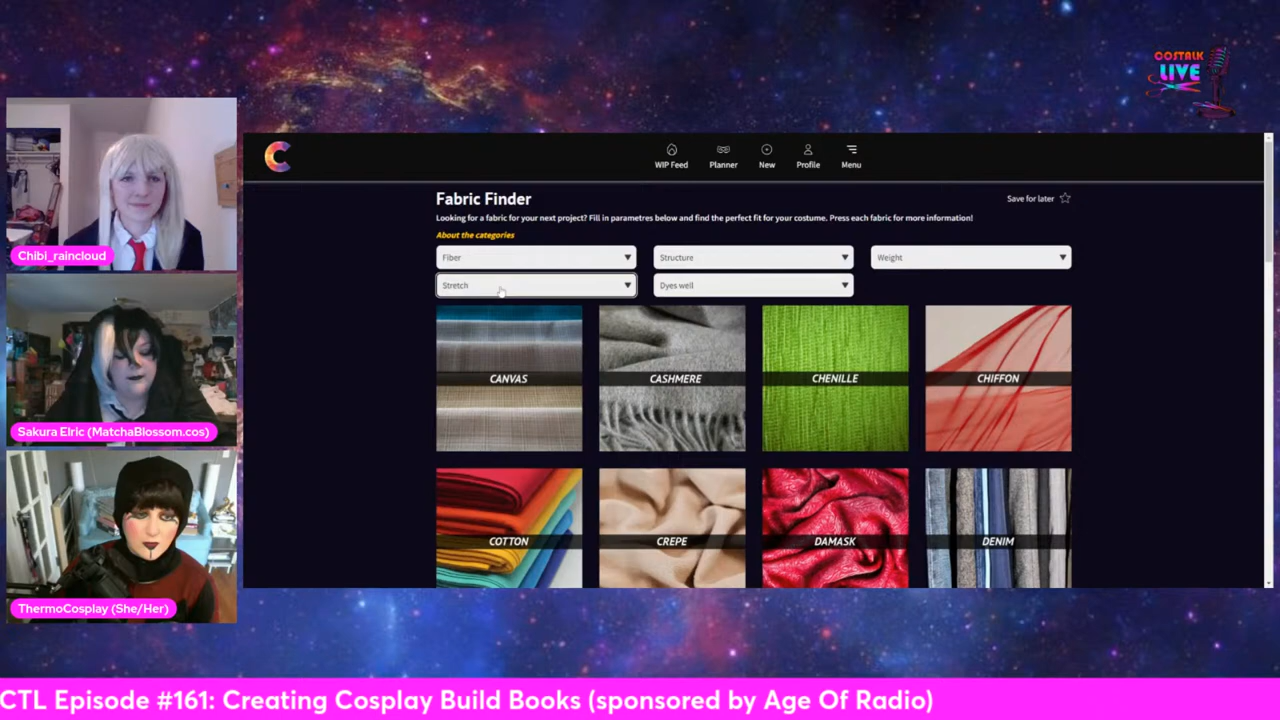 COSTALK
LIVE
Chibi_raincloud
Sakura Elric (MatchaBlossom.cos)
ThermoCosplay (She/Her)
C
WIP Feed
Planner
New
Profile
Menu
Fabric Finder
Save for later
Looking for a fabric for your next project? Fill in parametres below and find the perfect fit for your costume. Press each fabric for more information!
About the categories
Fiber
Structure
Weight
Stretch
Dyes well
CANVAS
CASHMERE
CHENILLE
CHIFFON
COTTON
CREPE
DAMASK
DENIM
CTL Episode #161: Creating Cosplay Build Books (sponsored by Age Of Radio)